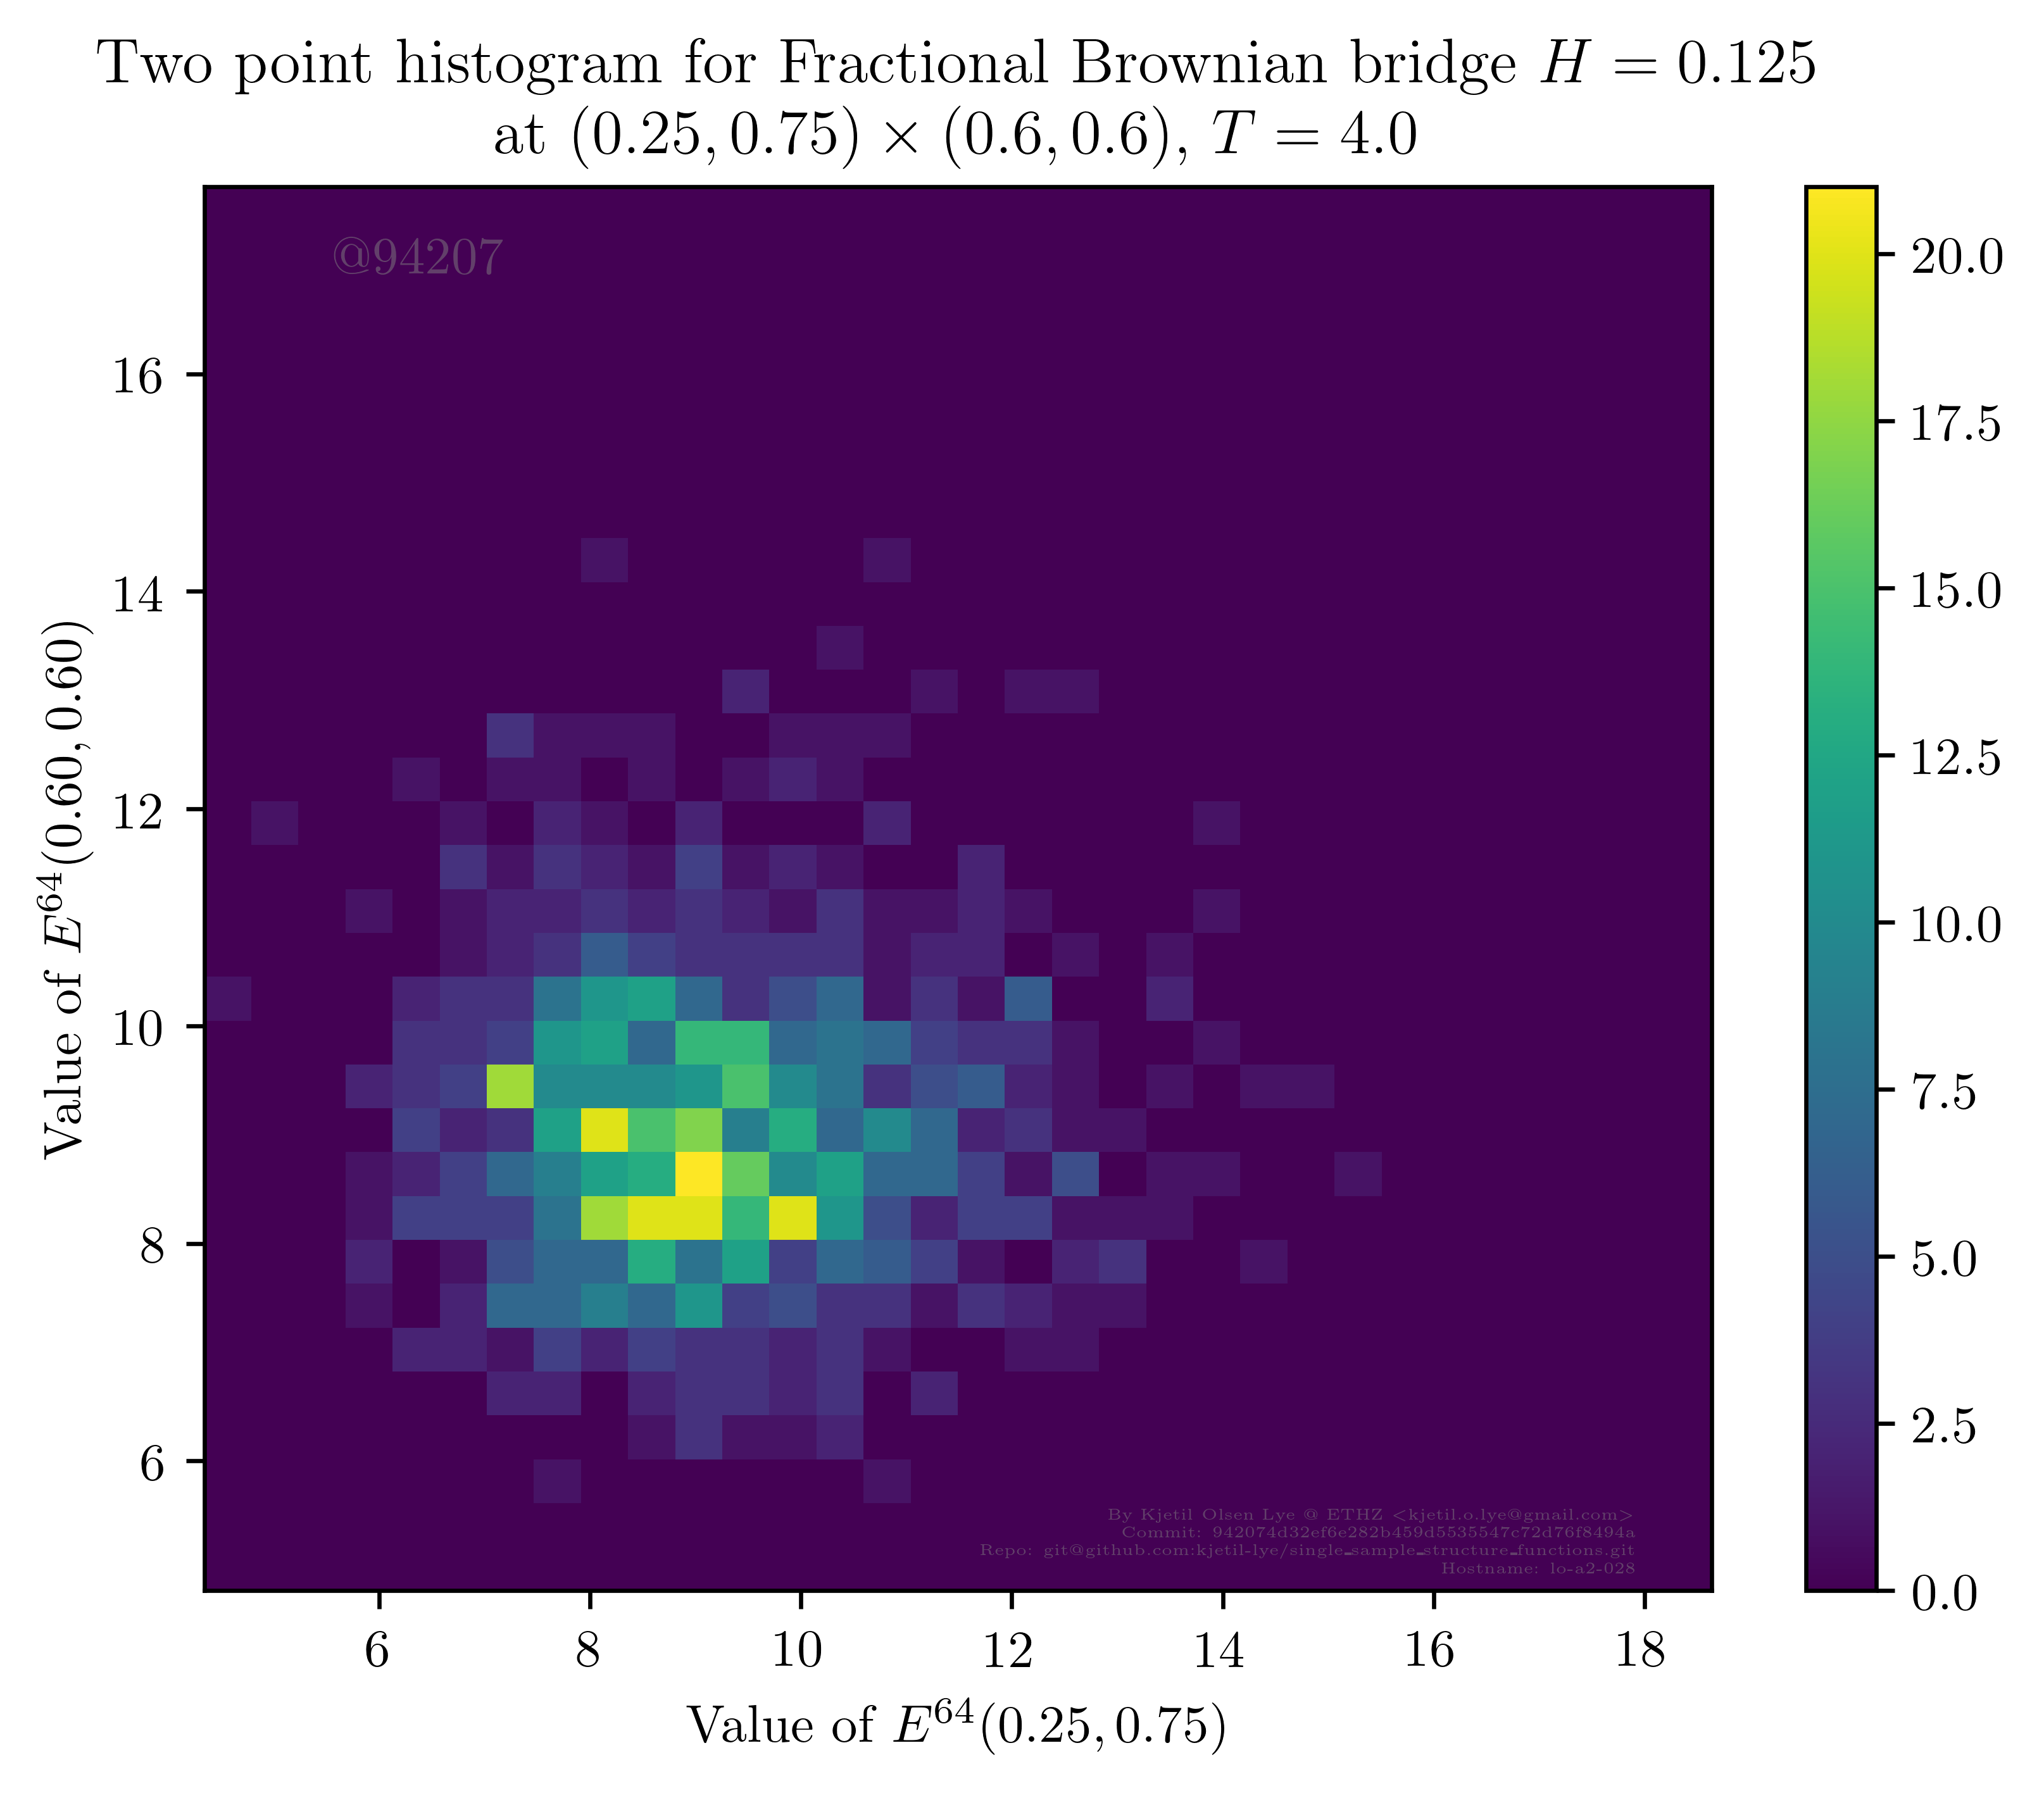 Two point histogram for Fractional Brownian bridge H = 0.125
at (0.25, 0.75) × (0.6, 0.6), T = 4.0
@94207
16
14
12
10
8
6
Value of E^64(0.60, 0.60)
6 8 10 12 14 16 18
Value of E^64(0.25, 0.75)
20.0
17.5
15.0
12.5
10.0
7.5
5.0
2.5
0.0
By Kjetil Olsen Lye @ ETHZ <kjetil.o.lye@gmail.com>
Commit: 942074d32ef6e282b459d5535547c72d76f8494a
Repo: git@github.com:kjetil-lye/single_sample_structure_functions.git
Hostname: lo-a2-028